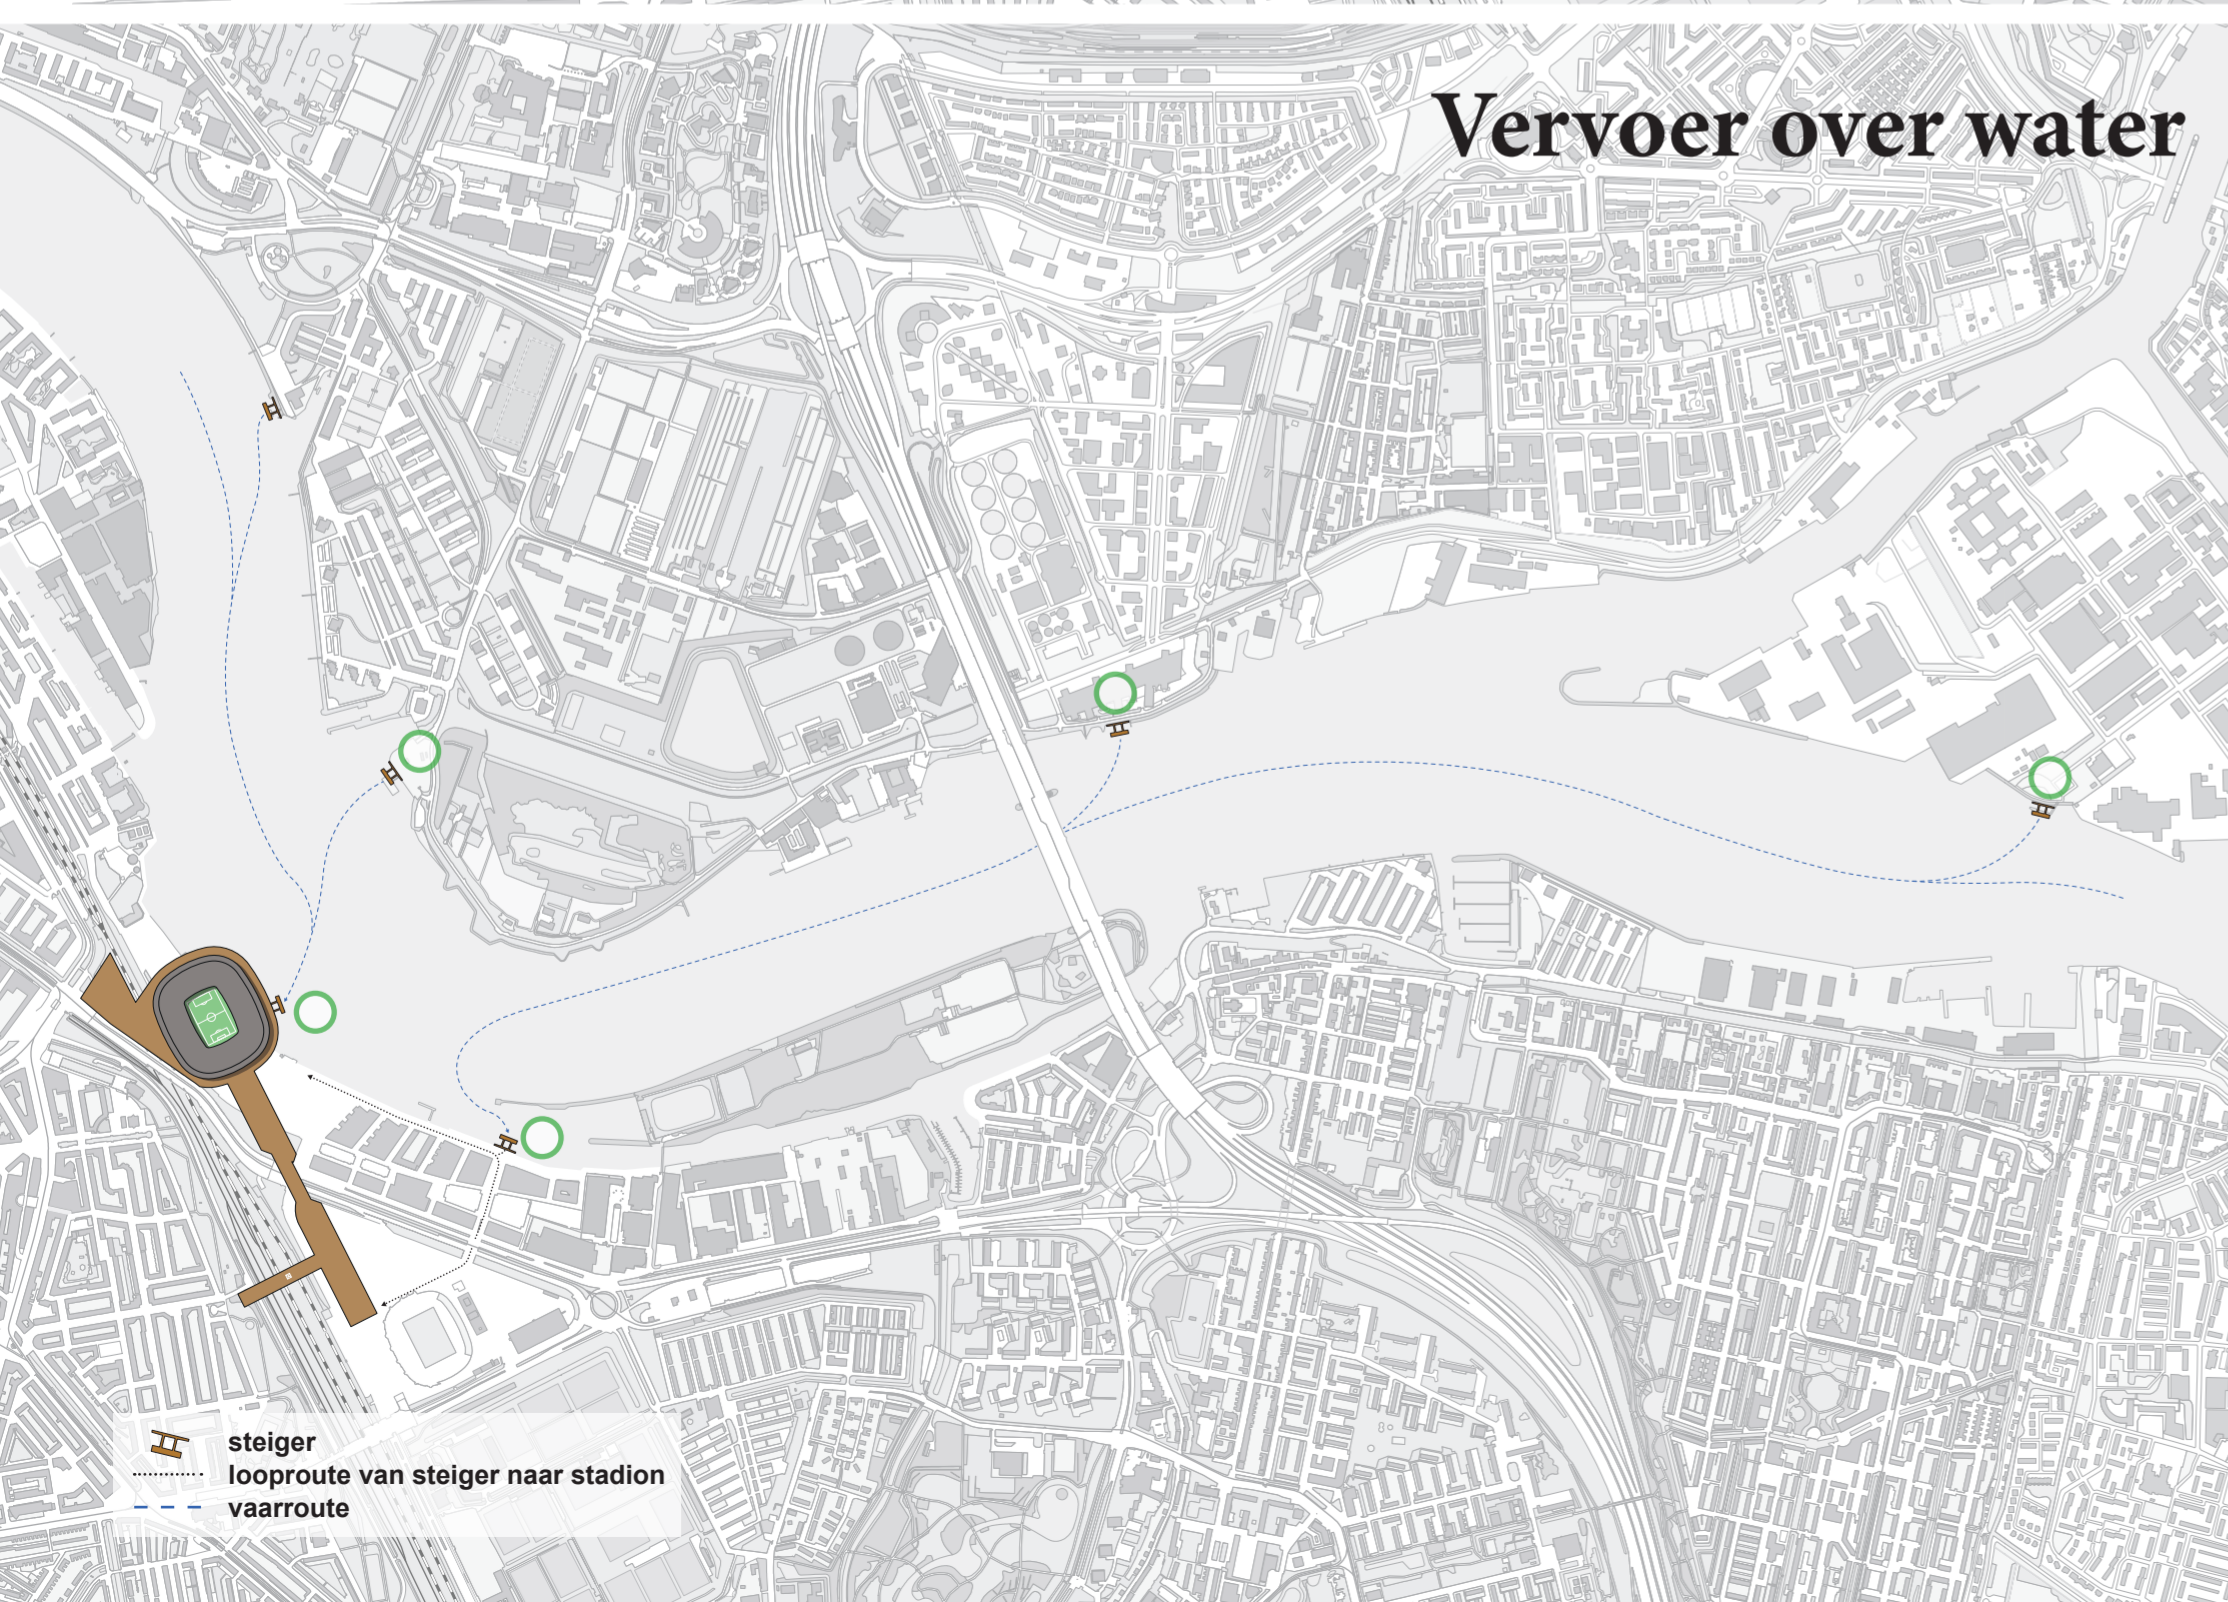 Vervoer over water
steiger
looproute van steiger naar stadion
vaarroute